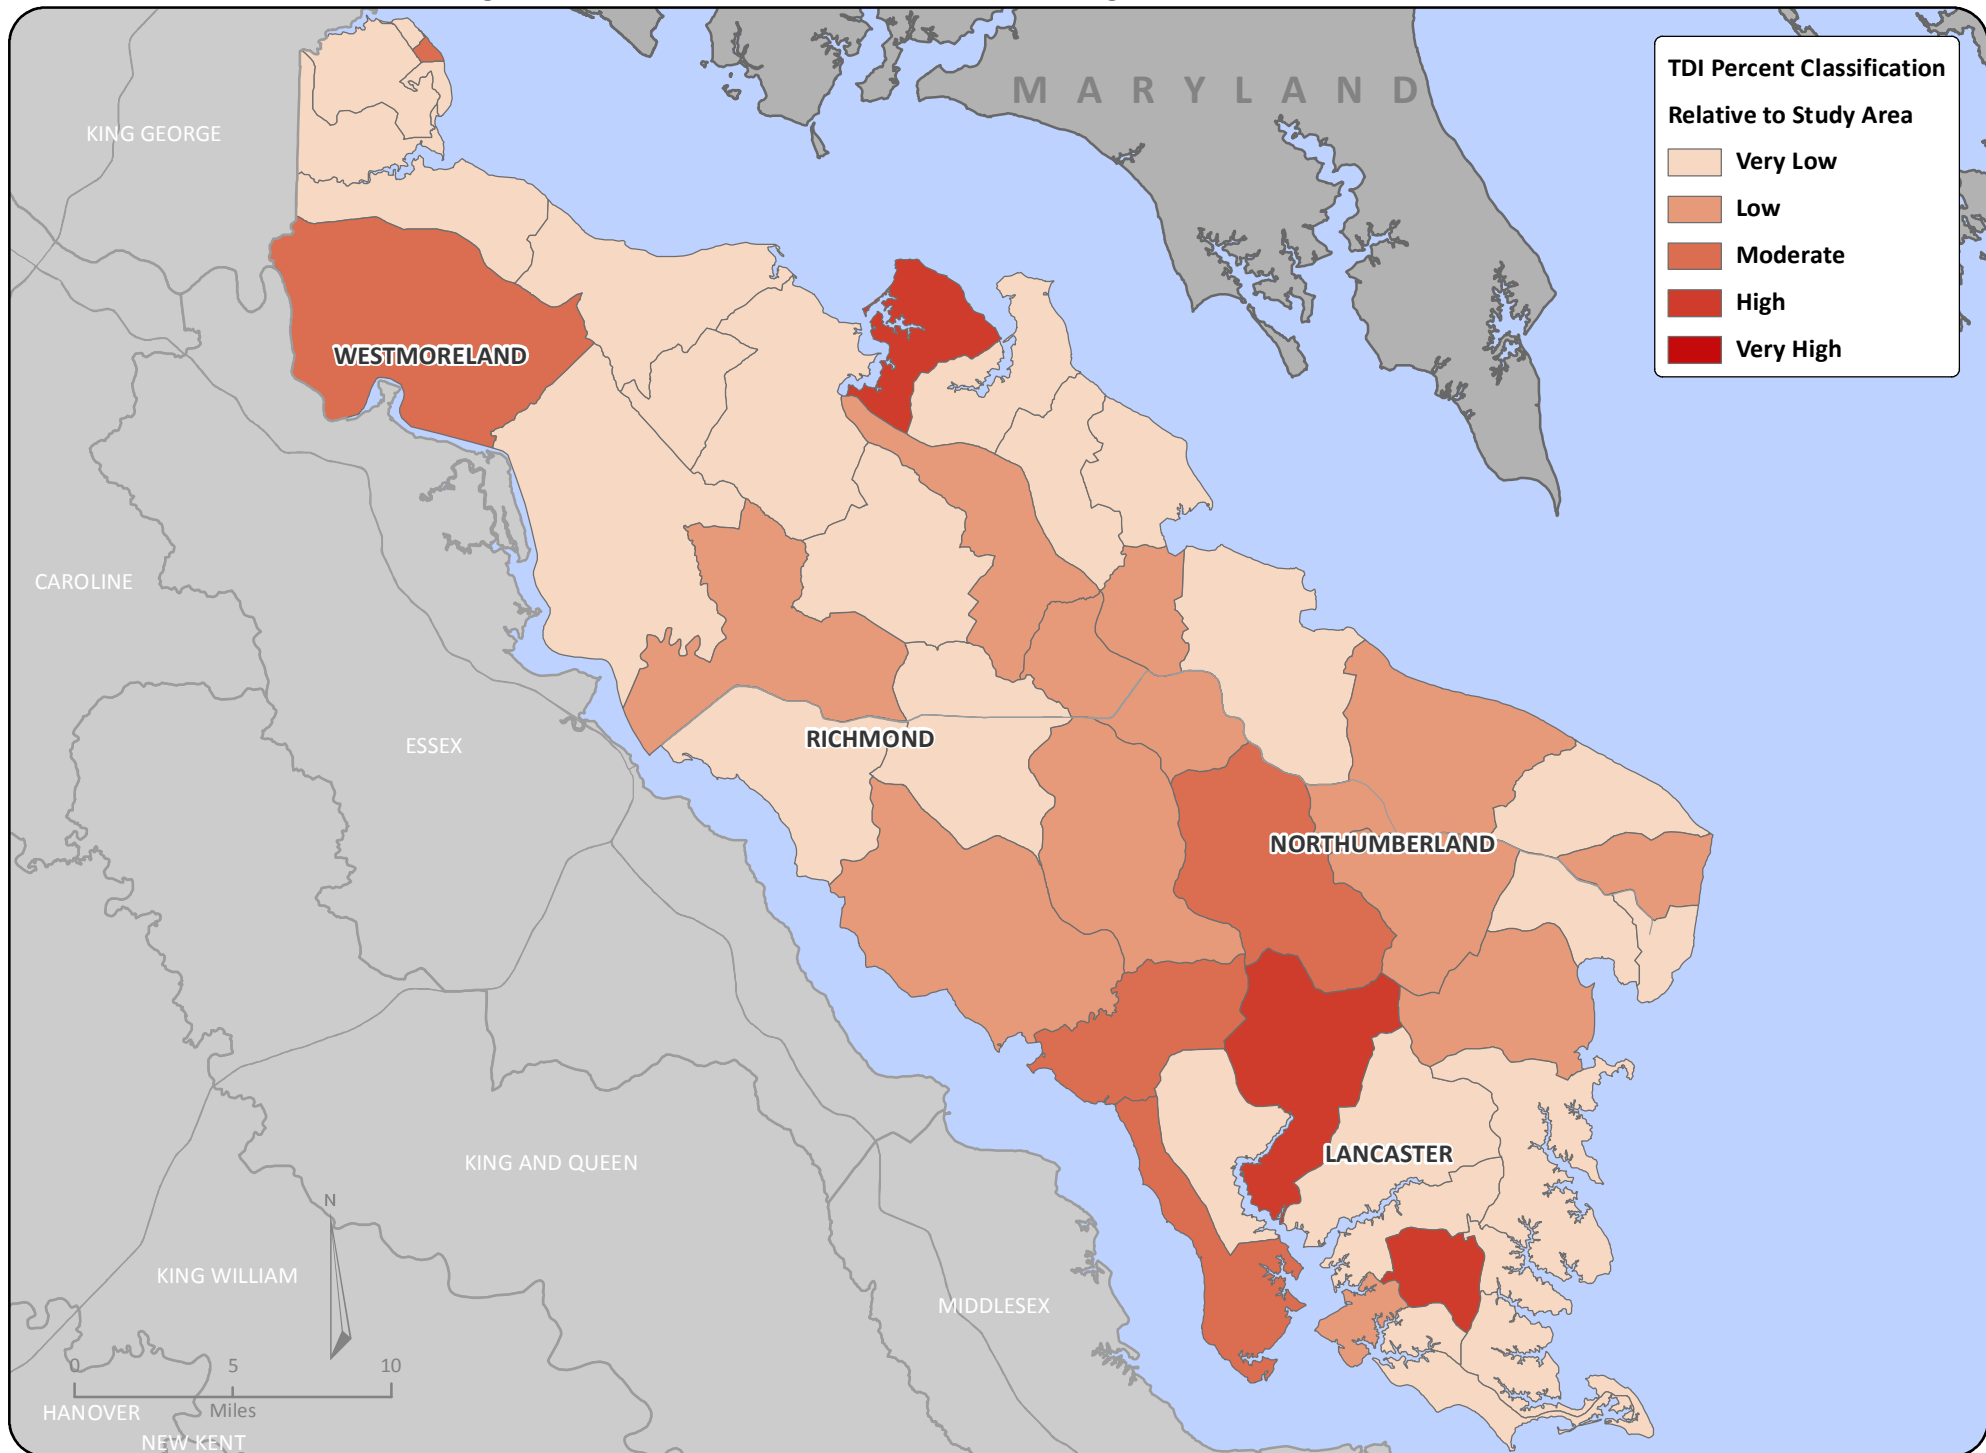 MARYLAND
TDI Percent Classification
Relative to Study Area
Very Low
Low
Moderate
High
Very High
KING GEORGE
WESTMORELAND
CAROLINE
ESSEX
RICHMOND
NORTHUMBERLAND
KING AND QUEEN
LANCASTER
N
KING WILLIAM
MIDDLESEX
0 5 10
Miles
HANOVER
NEW KENT